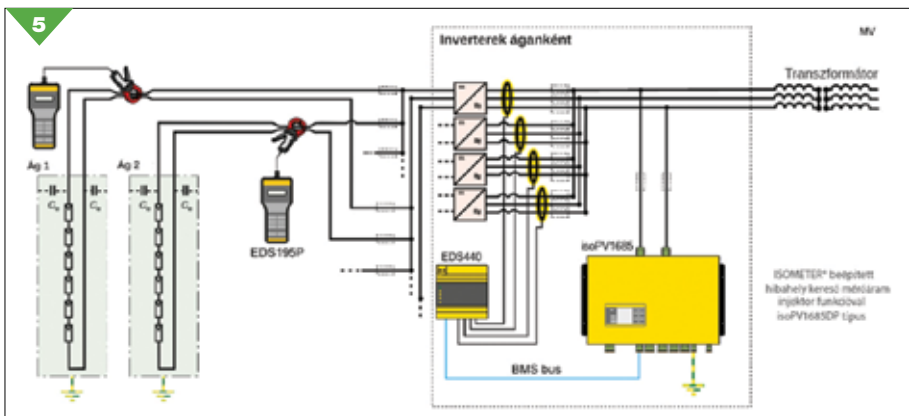 5
Inverterek áganként
MV
Transzformátor
Ág 1
Ág 2
EDS195P
EDS440
isoPV1685
ISOMETER® beépített
hibahely kereső mérőáram
injektor funkcióval
isoPV1685DP típus
BMS bus